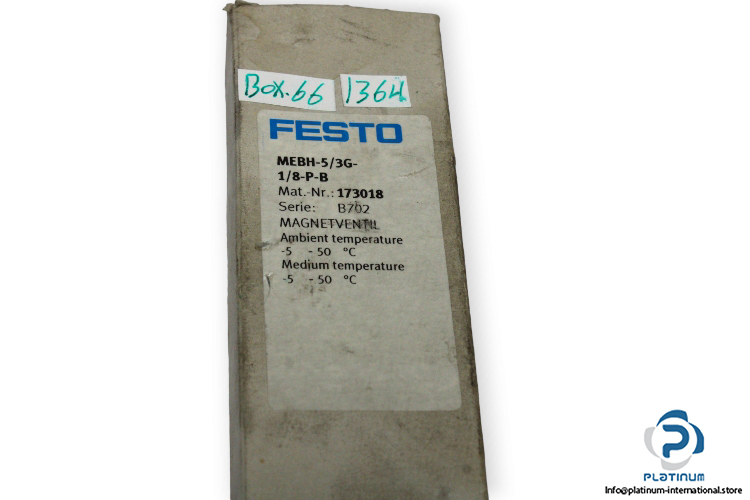 Box.66 1364
FESTO
MEBH-5/3G-
1/8-P-B
Mat.-Nr.: 173018
Serie: B702
MAGNETVENTIL
Ambient temperature
-5 - 50 °C
Medium temperature
-5 - 50 °C
PLATINUM
Info@platinum-international.store